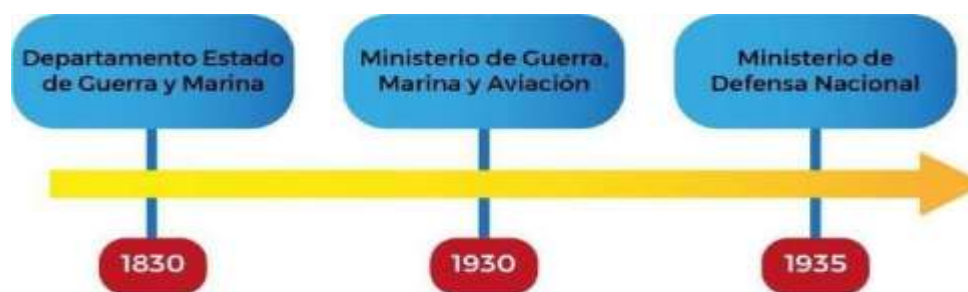 Departamento Estado
de Guerra y Marina
Ministerio de Guerra,
Marina y Aviación
Ministerio de
Defensa Nacional
1830
1930
1935